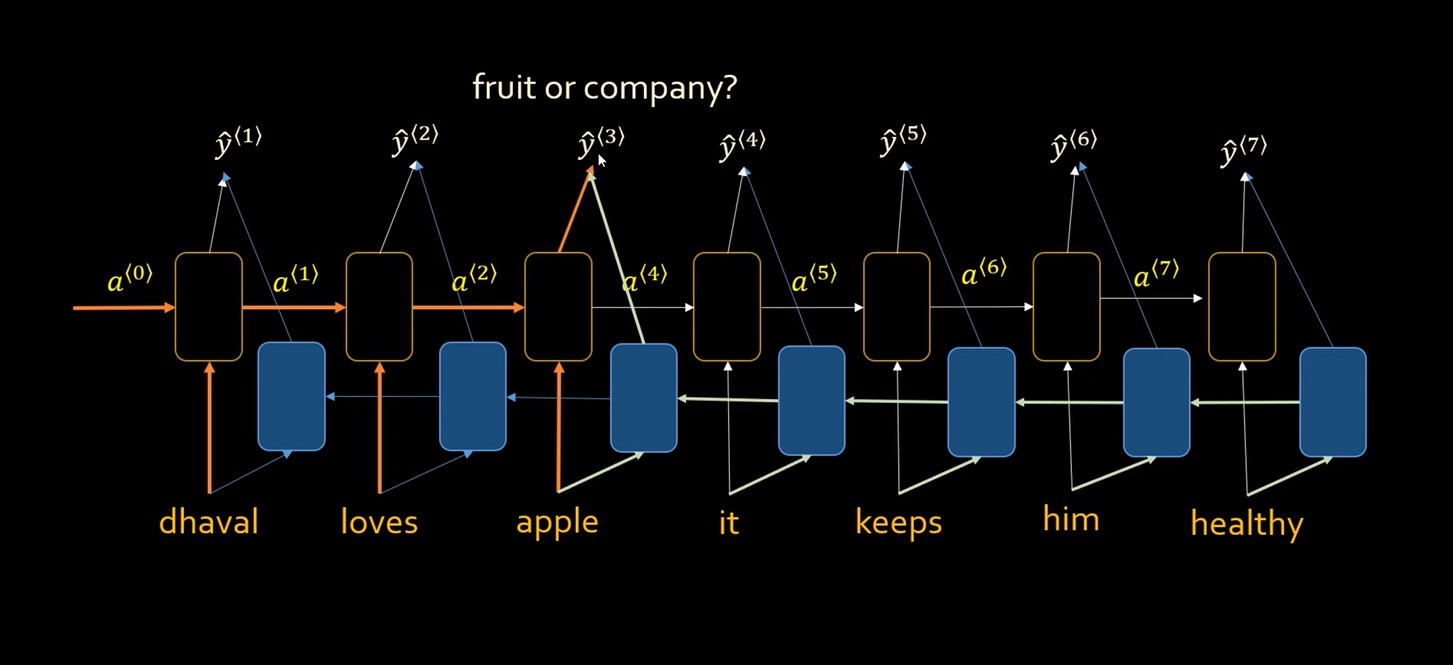 fruit or company?
ŷ⟨1⟩ ŷ⟨2⟩ ŷ⟨3⟩ ŷ⟨4⟩ ŷ⟨5⟩ ŷ⟨6⟩ ŷ⟨7⟩
a⟨0⟩ a⟨1⟩ a⟨2⟩ a⟨4⟩ a⟨5⟩ a⟨6⟩ a⟨7⟩
dhaval loves apple it keeps him healthy